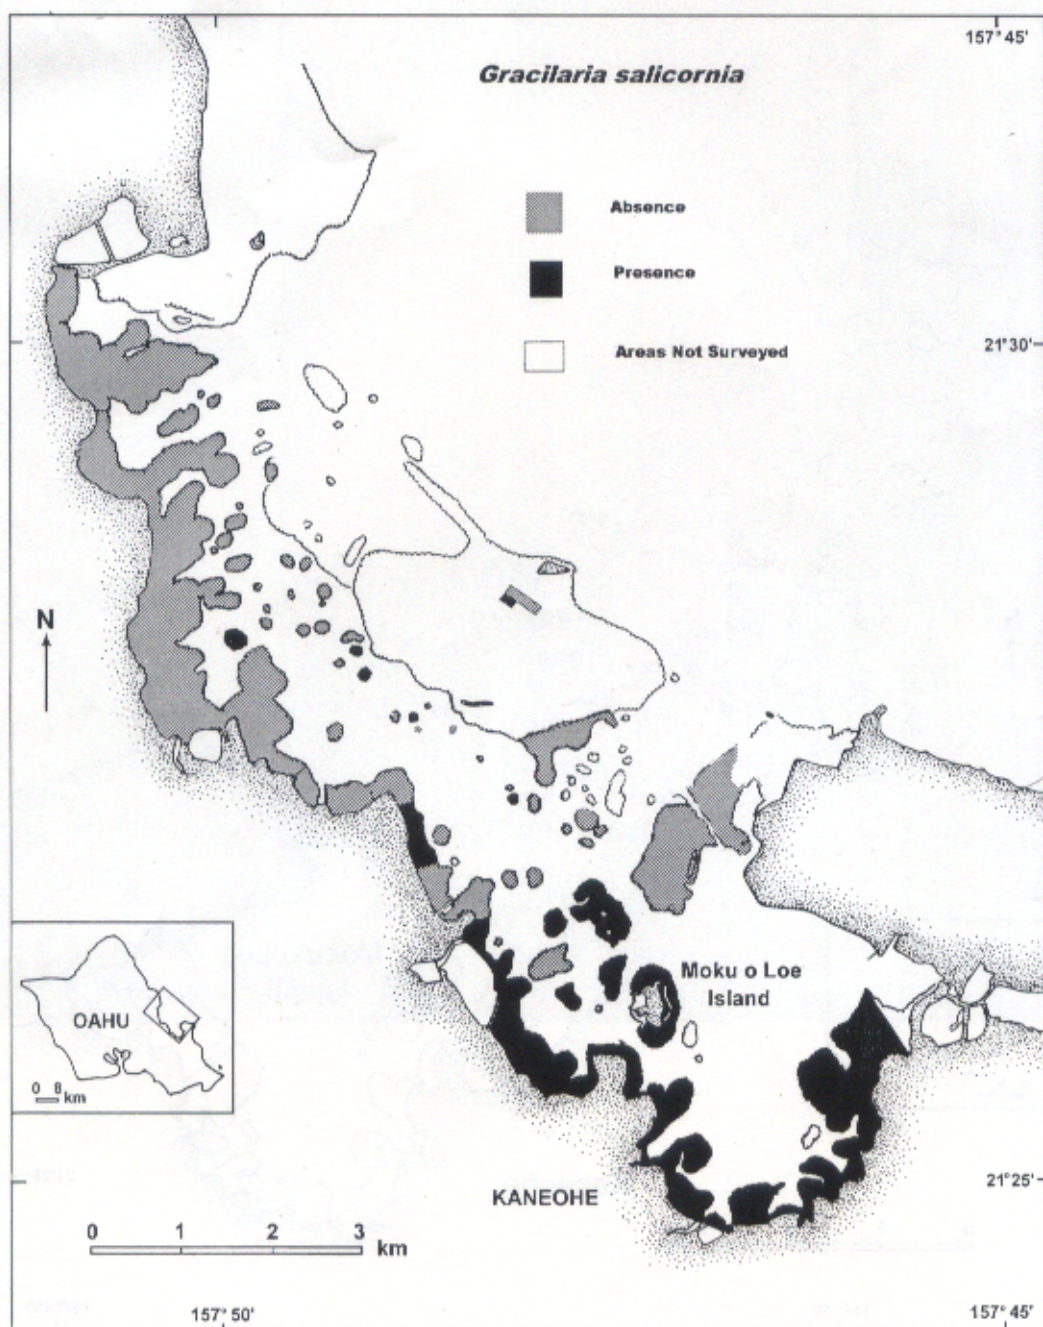 157° 45'
Gracilaria salicornia
Absence
Presence
Areas Not Surveyed
21°30'
N
Moku o Loe
Island
OAHU
0 8
km
KANEOHE
21°25'
0 1 2 3
km
157° 50'
157° 45'